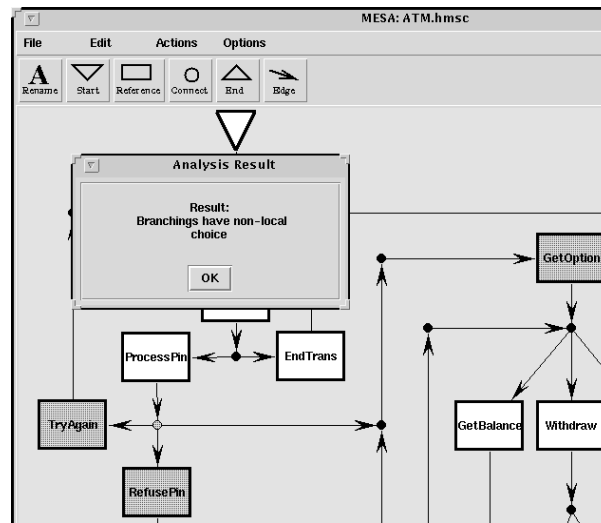 MESA: ATM.hmsc
File Edit Actions Options
A
Rename Start Reference Connect End Edge
Analysis Result
Result:
Branchings have non-local
choice
OK
GetOption
ProcessPin
EndTrans
TryAgain
GetBalance
Withdraw
RefusePin